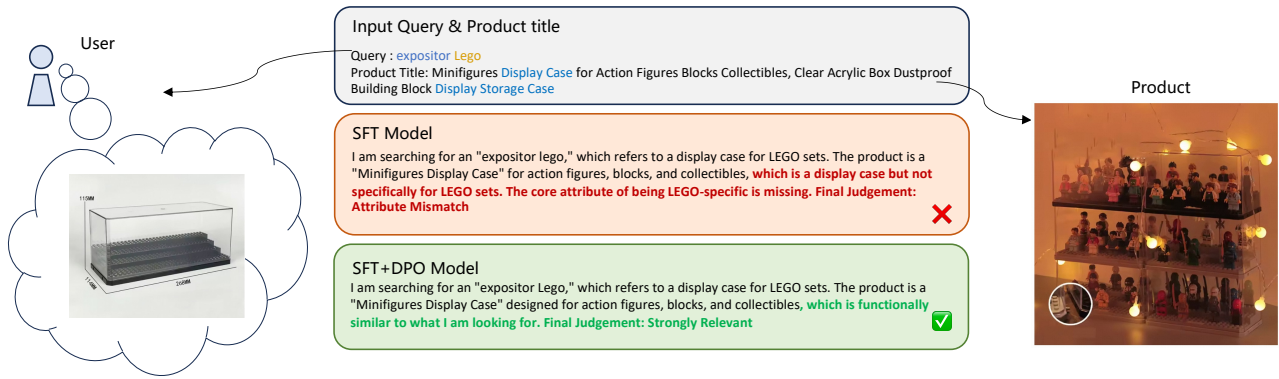 User
Input Query & Product title
Query : expositor Lego
Product Title: Minifigures Display Case for Action Figures Blocks Collectibles, Clear Acrylic Box Dustproof
Building Block Display Storage Case
Product
SFT Model
I am searching for an "expositor lego," which refers to a display case for LEGO sets. The product is a
"Minifigures Display Case" for action figures, blocks, and collectibles, which is a display case but not
specifically for LEGO sets. The core attribute of being LEGO-specific is missing. Final Judgement:
Attribute Mismatch
SFT+DPO Model
I am searching for an "expositor Lego," which refers to a display case for LEGO sets. The product is a
"Minifigures Display Case" designed for action figures, blocks, and collectibles, which is functionally
similar to what I am looking for. Final Judgement: Strongly Relevant
115MM
268MM